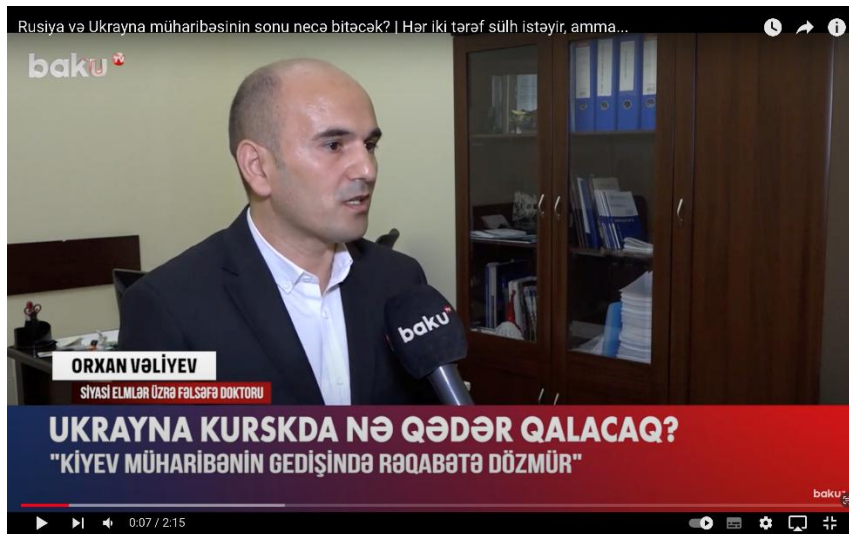 Rusiya və Ukrayna müharibəsinin sonu necə bitəcək? | Hər iki tərəf sülh istəyir, amma...
baku TV
baku TV
ORXAN VƏLİYEV
SİYASİ ELMLƏR ÜZRƏ FƏLSƏFƏ DOKTORU
UKRAYNA KURSKDA NƏ QƏDƏR QALACAQ?
"KİYEV MÜHARİBƏNİN GEDİŞİNDƏ RƏQABƏTƏ DÖZMÜR"
baku
0:07 / 2:15